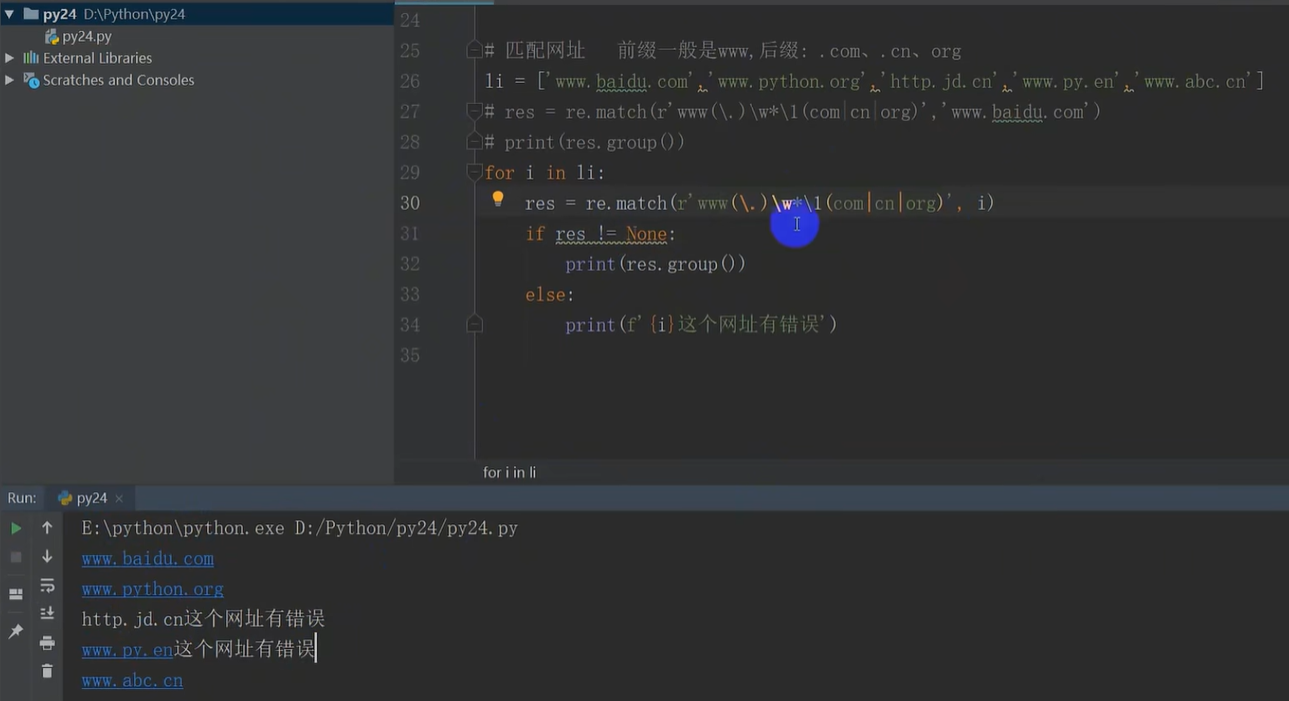 py24 D:\Python\py24
py24.py
External Libraries
Scratches and Consoles
24
25 # 匹配网址 前缀一般是www,后缀: .com、.cn、org
26 li = ['www.baidu.com','www.python.org','http.jd.cn','www.py.en','www.abc.cn']
27 # res = re.match(r'www(\.)\w*\1(com|cn|org)','www.baidu.com')
28 # print(res.group())
29 for i in li:
30 res = re.match(r'www(\.)\w*\1(com|cn|org)', i)
31 if res != None:
32 print(res.group())
33 else:
34 print(f'{i}这个网址有错误')
35
for i in li
Run: py24
E:\python\python.exe D:/Python/py24/py24.py
www.baidu.com
www.python.org
http.jd.cn这个网址有错误
www.py.en这个网址有错误
www.abc.cn